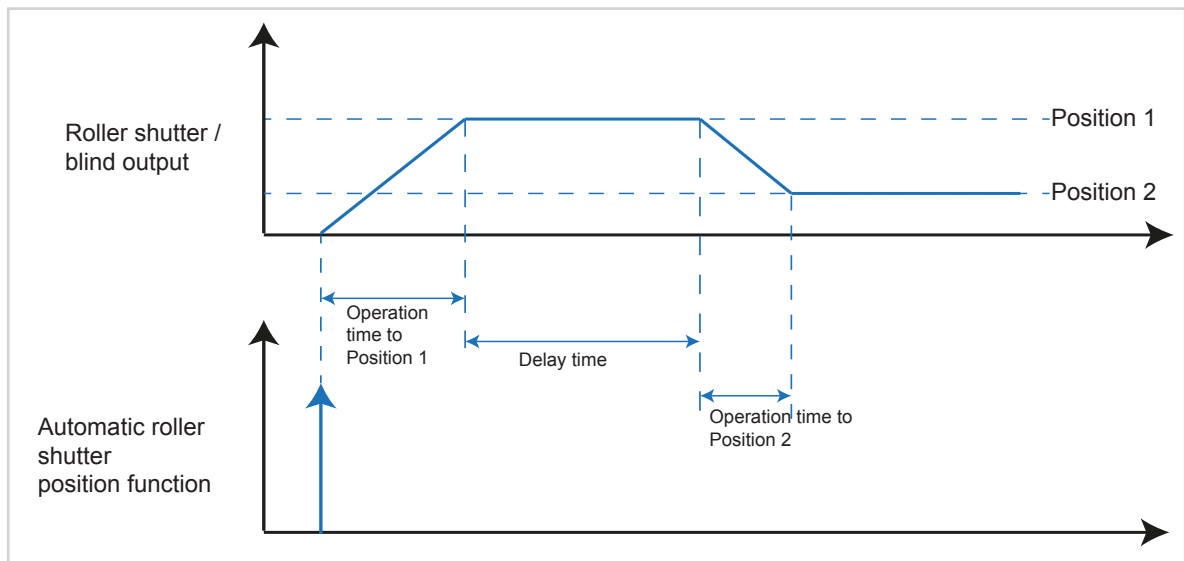 Roller shutter /
blind output
Position 1
Position 2
Operation
time to
Position 1
Delay time
Operation time to
Position 2
Automatic roller
shutter
position function